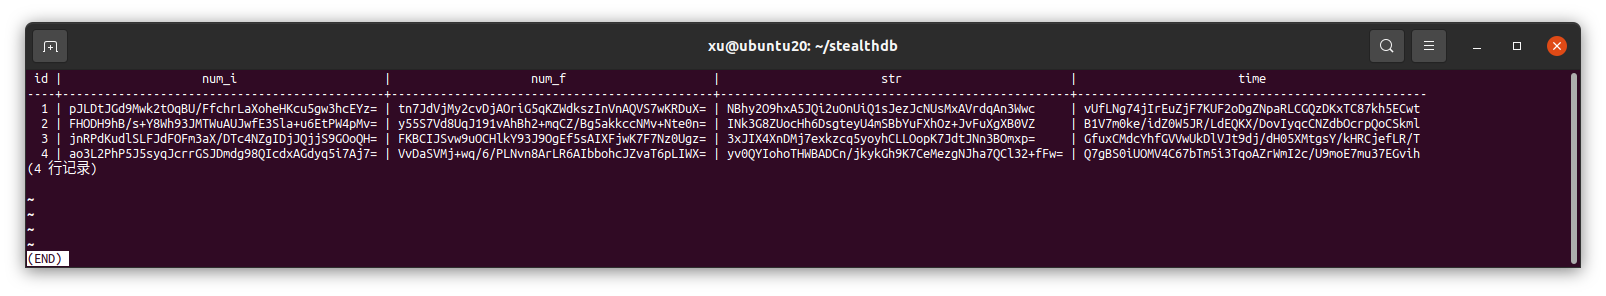 xu@ubuntu20: ~/stealthdb
 id |                    num_i                     |                    num_f                     |                       str                        |                       time
----+----------------------------------------------+----------------------------------------------+--------------------------------------------------+--------------------------------------------------
  1 | pJLDtJGd9Mwk2tOqBU/FfchrLaXoheHKcu5gw3hcEYz= | tn7JdVjMy2cvDjAOriG5qKZWdkszInVnAQVS7wKRDuX= | NBhy2O9hxA5JQi2uOnUiQ1sJezJcNUsMxAVrdqAn3Wwc     | vUfLNg74jIrEuZjF7KUF2oDgZNpaRLCGQzDKxTC87kh5ECwt
  2 | FHODH9hB/s+Y8Wh93JMTWuAUJwfE3Sla+u6EtPW4pMv= | y55S7Vd8UqJ191vAhBh2+mqCZ/Bg5akkccNMv+Nte0n= | INk3G8ZUocHh6DsgteyU4mSBbYuFXhOz+JvFuXgXB0VZ     | B1V7m0ke/idZ0W5JR/LdEQKX/DovIyqcCNZdbOcrpQoCSkml
  3 | jnRPdKudlSLFJdFOFm3aX/DTc4NZgIDjJQjjS9GOoQH= | FKBCIJSvw9uOCHlkY93J9OgEf5sAIXFjwK7F7Nz0Ugz= | 3xJIX4XnDMj7exkzcq5yoyhCLLOopK7JdtJNn3BOmxp=     | GfuxCMdcYhfGVVwUkDlVJt9dj/dH05XMtgsY/kHRCjefLR/T
  4 | ao3L2PhP5J5syqJcrrGSJDmdg98QIcdxAGdyq5i7Aj7= | VvDaSVMj+wq/6/PLNvn8ArLR6AIbbohcJZvaT6pLIWX= | yv0QYIohoTHWBADCn/jkykGh9K7CeMezgNJha7QCl32+fFw= | Q7gBS0iUOMV4C67bTm5i3TqoAZrWmI2c/U9moE7mu37EGvih
(4 行记录)
~
~
~
~
(END)